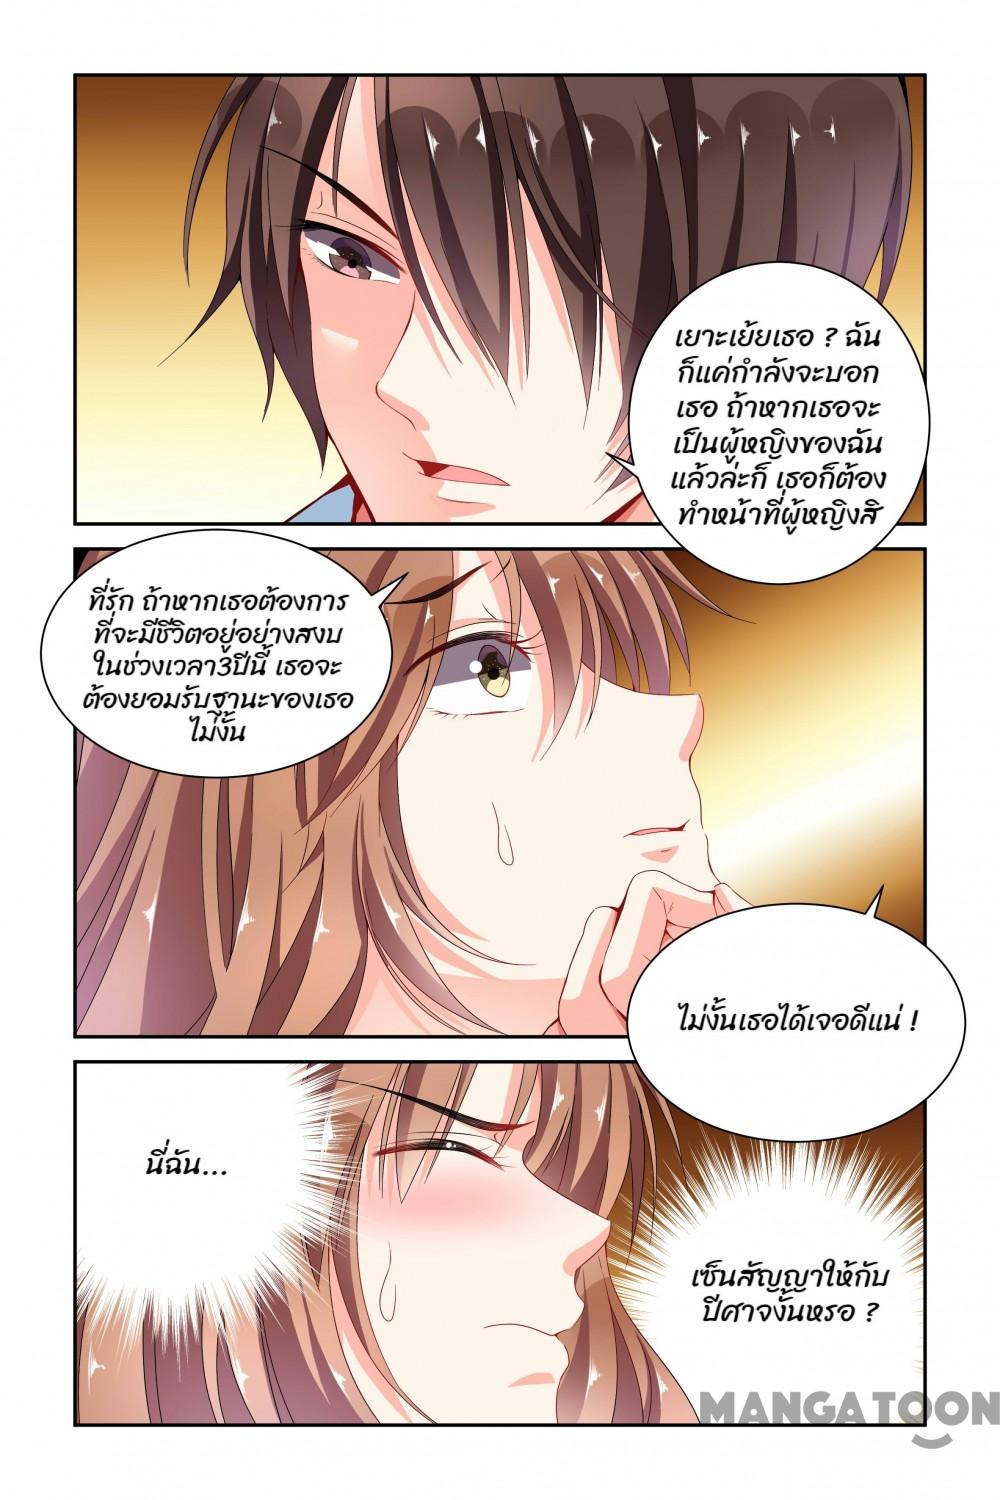 เยาะเย้ยเธอ ? ฉัน
ก็แค่กำลังจะบอก
เธอ ถ้าหากเธอจะ
เป็นผู้หญิงของฉัน
แล้วล่ะก็ เธอก็ต้อง
ทำหน้าที่ผู้หญิงสิ
ที่รัก ถ้าหากเธอต้องการ
ที่จะมีชีวิตอยู่อย่างสงบ
ในช่วงเวลา3ปีนี้ เธอจะ
ต้องยอมรับฐานะของเธอ
ไม่งั้น
ไม่งั้นเธอได้เจอดีแน่ !
นี่ฉัน...
เซ็นสัญญาให้กับ
ปีศาจงั้นหรอ ?
MANGATOON